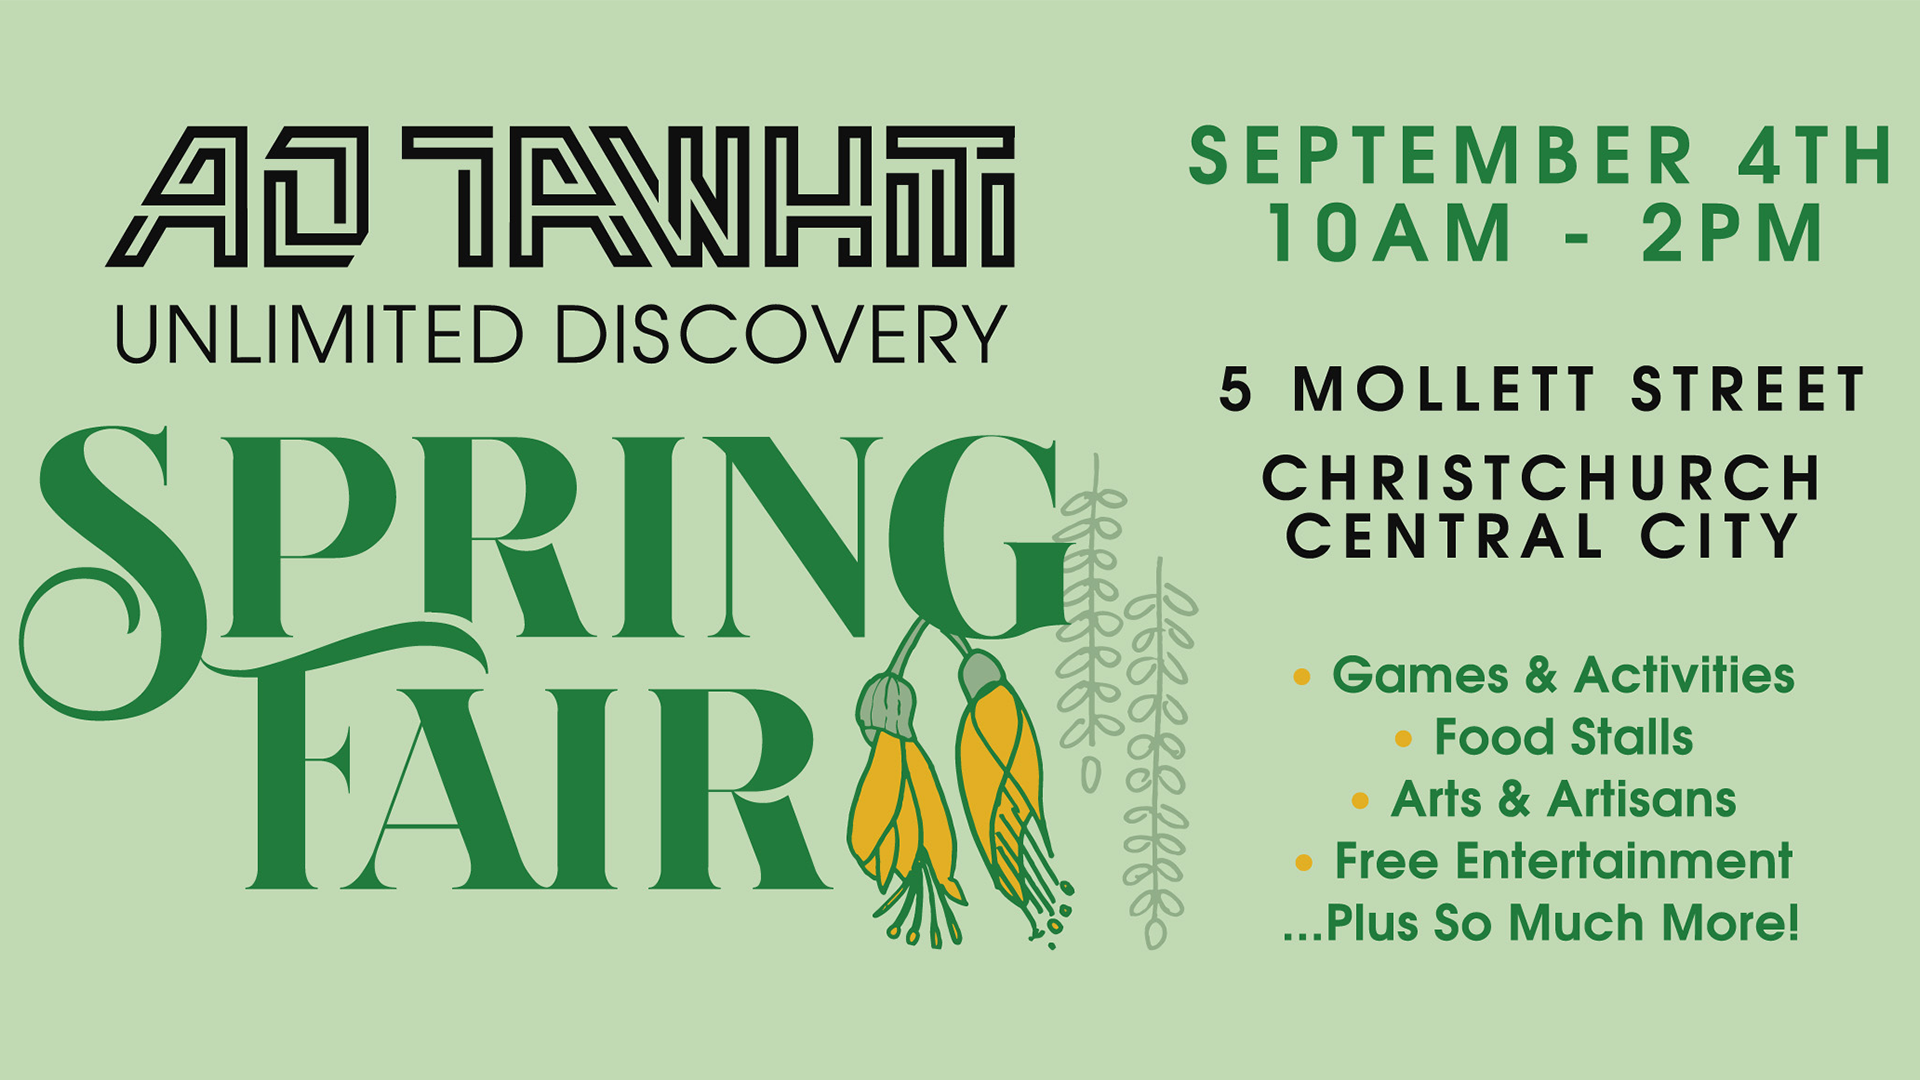 AO TAWHITI
UNLIMITED DISCOVERY
SPRING
FAIR
SEPTEMBER 4TH
10AM - 2PM
5 MOLLETT STREET
CHRISTCHURCH
CENTRAL CITY
• Games & Activities
• Food Stalls
• Arts & Artisans
• Free Entertainment
...Plus So Much More!